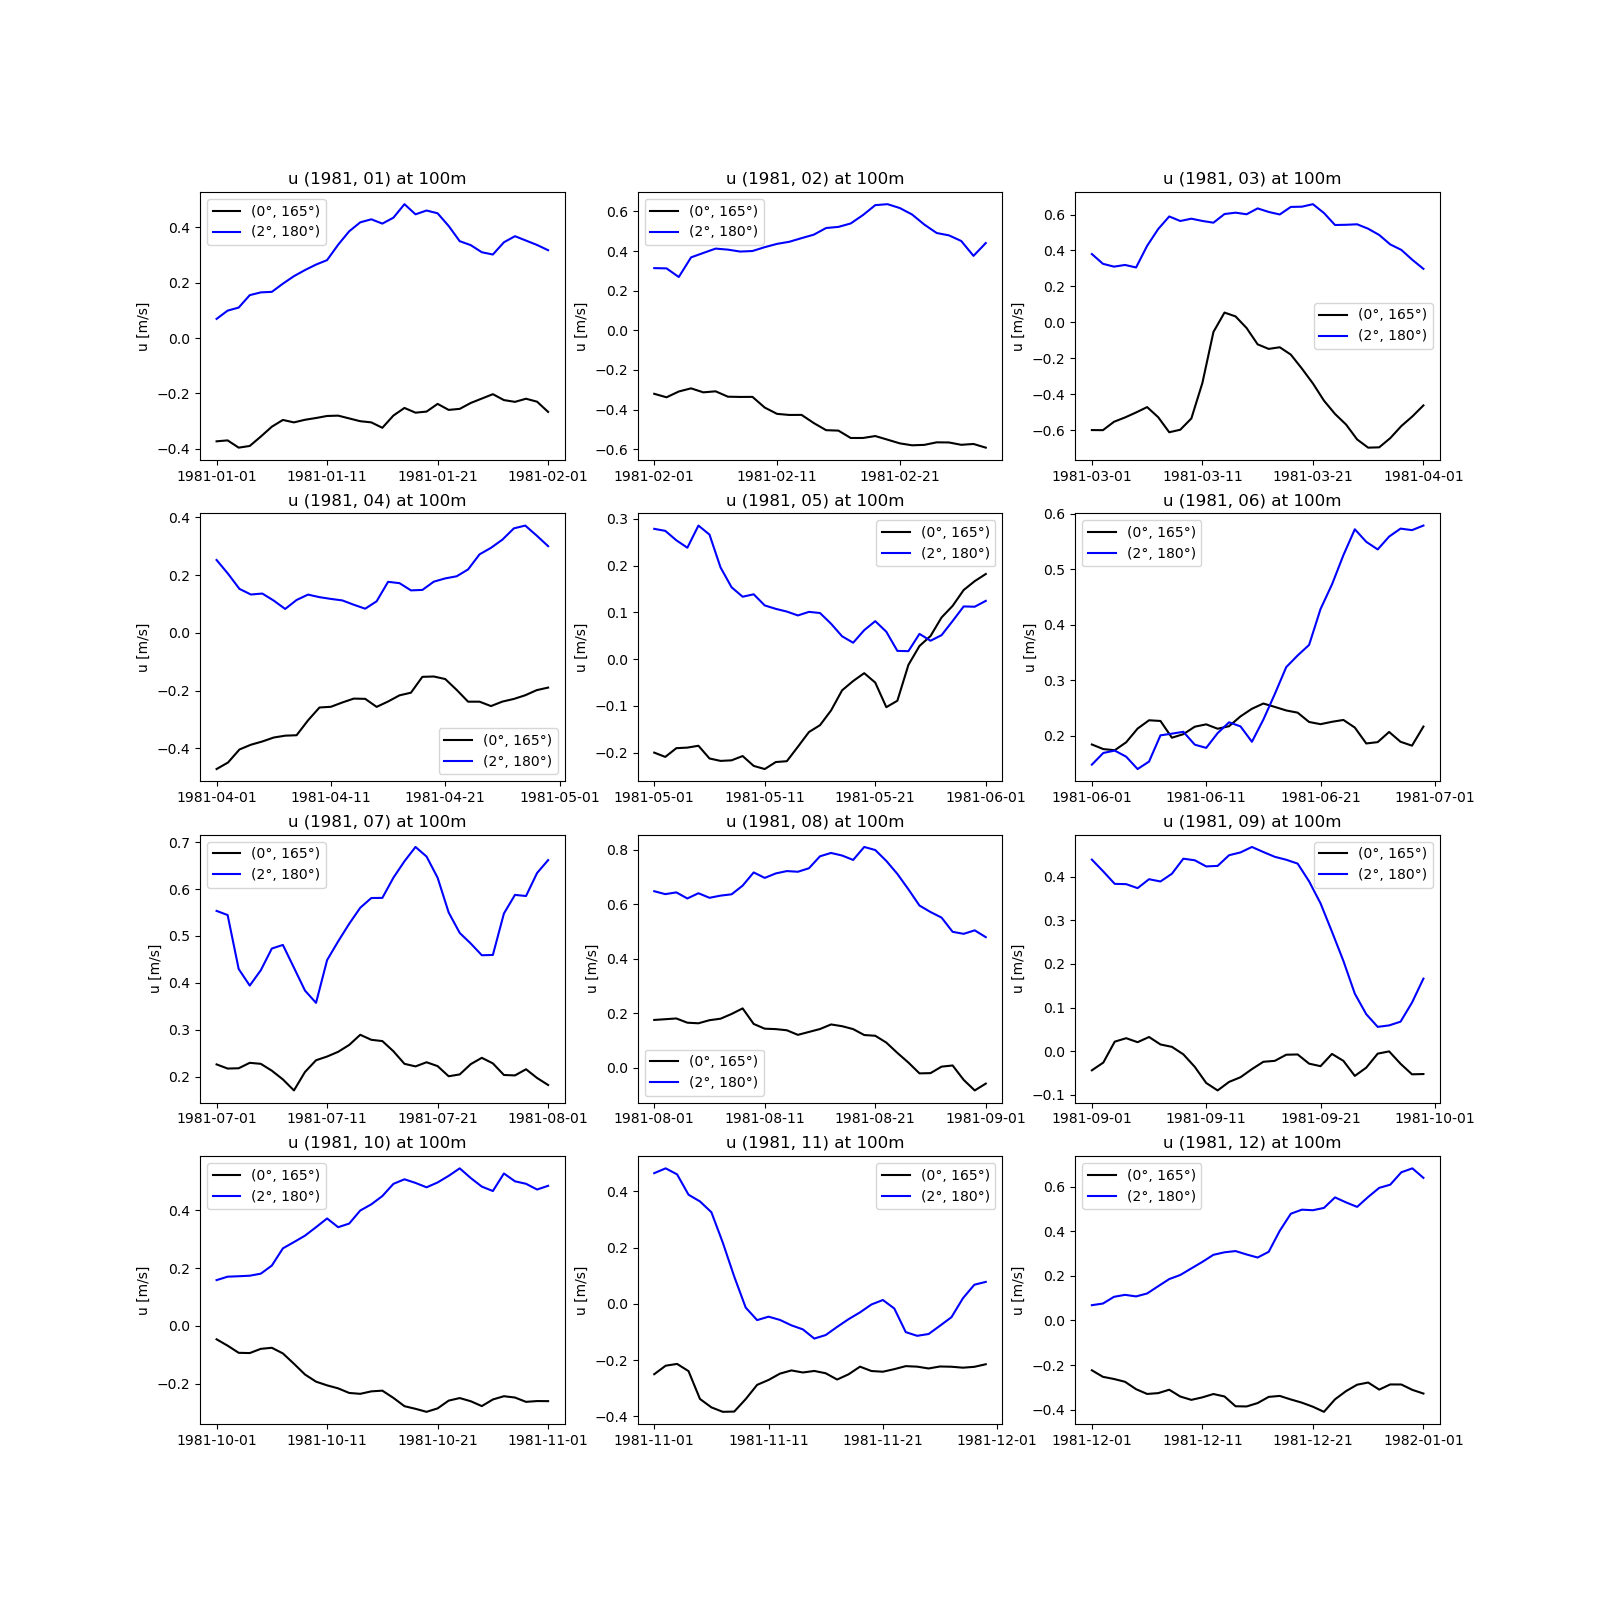 u (1981, 01) at 100m
u [m/s]
0.4
0.2
0.0
−0.2
−0.4
(0°, 165°)
(2°, 180°)
1981-01-01 1981-01-11 1981-01-21 1981-02-01
u (1981, 02) at 100m
u [m/s]
0.6
0.4
0.2
0.0
−0.2
−0.4
−0.6
(0°, 165°)
(2°, 180°)
1981-02-01 1981-02-11 1981-02-21
u (1981, 03) at 100m
u [m/s]
0.6
0.4
0.2
0.0
−0.2
−0.4
−0.6
(0°, 165°)
(2°, 180°)
1981-03-01 1981-03-11 1981-03-21 1981-04-01
u (1981, 04) at 100m
u [m/s]
0.4
0.2
0.0
−0.2
−0.4
(0°, 165°)
(2°, 180°)
1981-04-01 1981-04-11 1981-04-21 1981-05-01
u (1981, 05) at 100m
u [m/s]
0.3
0.2
0.1
0.0
−0.1
−0.2
(0°, 165°)
(2°, 180°)
1981-05-01 1981-05-11 1981-05-21 1981-06-01
u (1981, 06) at 100m
u [m/s]
0.6
0.5
0.4
0.3
0.2
(0°, 165°)
(2°, 180°)
1981-06-01 1981-06-11 1981-06-21 1981-07-01
u (1981, 07) at 100m
u [m/s]
0.7
0.6
0.5
0.4
0.3
0.2
(0°, 165°)
(2°, 180°)
1981-07-01 1981-07-11 1981-07-21 1981-08-01
u (1981, 08) at 100m
u [m/s]
0.8
0.6
0.4
0.2
0.0
(0°, 165°)
(2°, 180°)
1981-08-01 1981-08-11 1981-08-21 1981-09-01
u (1981, 09) at 100m
u [m/s]
0.4
0.3
0.2
0.1
0.0
−0.1
(0°, 165°)
(2°, 180°)
1981-09-01 1981-09-11 1981-09-21 1981-10-01
u (1981, 10) at 100m
u [m/s]
0.4
0.2
0.0
−0.2
(0°, 165°)
(2°, 180°)
1981-10-01 1981-10-11 1981-10-21 1981-11-01
u (1981, 11) at 100m
u [m/s]
0.4
0.2
0.0
−0.2
−0.4
(0°, 165°)
(2°, 180°)
1981-11-01 1981-11-11 1981-11-21 1981-12-01
u (1981, 12) at 100m
u [m/s]
0.6
0.4
0.2
0.0
−0.2
−0.4
(0°, 165°)
(2°, 180°)
1981-12-01 1981-12-11 1981-12-21 1982-01-01